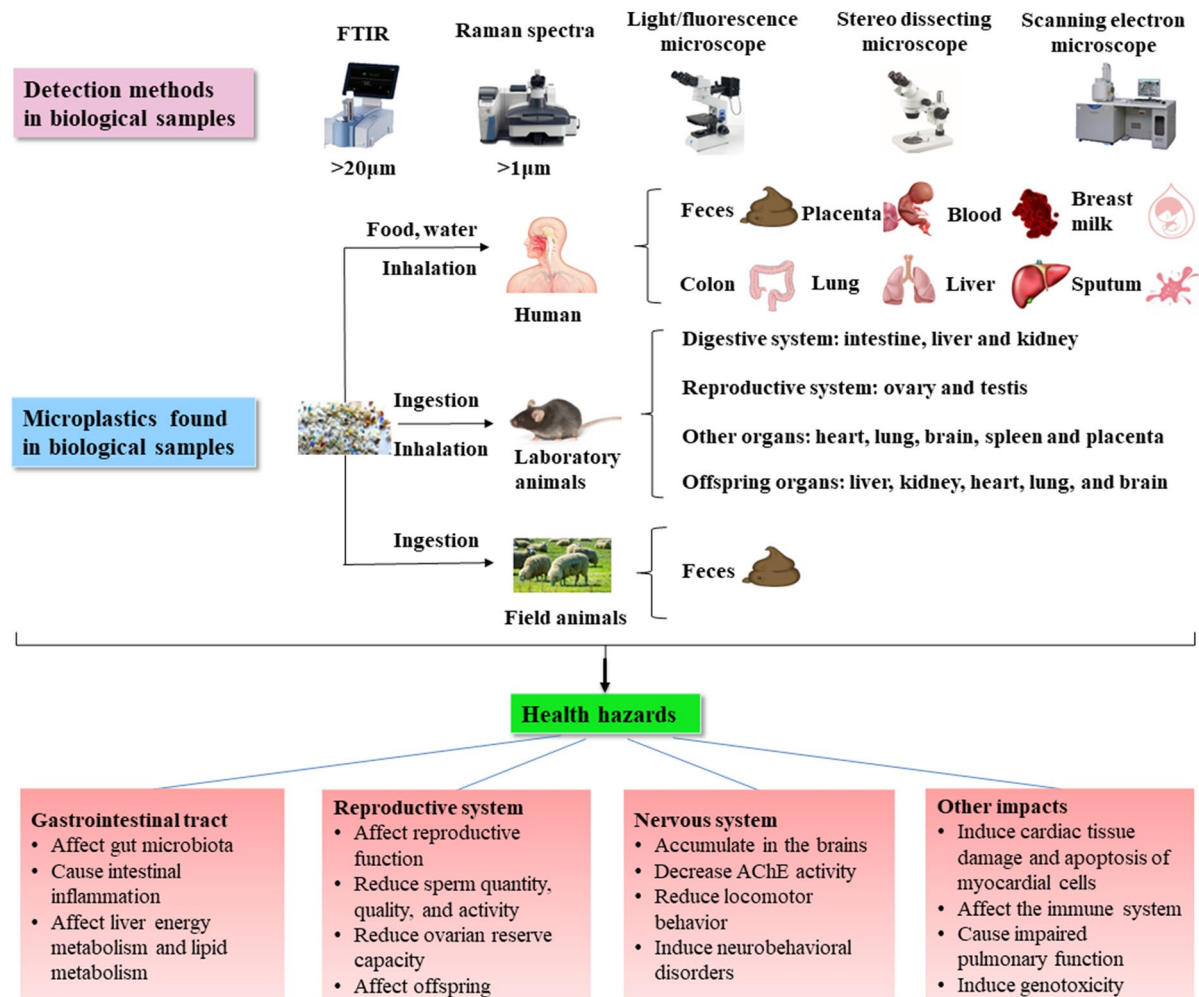 FTIR
Raman spectra
Light/fluorescence
microscope
Stereo dissecting
microscope
Scanning electron
microscope
Detection methods
in biological samples
>20μm
>1μm
Food, water
Inhalation
Human
Feces
Placenta
Blood
Breast
milk
Colon
Lung
Liver
Sputum
Microplastics found
in biological samples
Ingestion
Inhalation
Laboratory
animals
Digestive system: intestine, liver and kidney
Reproductive system: ovary and testis
Other organs: heart, lung, brain, spleen and placenta
Offspring organs: liver, kidney, heart, lung, and brain
Ingestion
Field animals
Feces
Health hazards
Gastrointestinal tract
• Affect gut microbiota
• Cause intestinal
inflammation
• Affect liver energy
metabolism and lipid
metabolism
Reproductive system
• Affect reproductive
function
• Reduce sperm quantity,
quality, and activity
• Reduce ovarian reserve
capacity
• Affect offspring
Nervous system
• Accumulate in the brains
• Decrease AChE activity
• Reduce locomotor
behavior
• Induce neurobehavioral
disorders
Other impacts
• Induce cardiac tissue
damage and apoptosis of
myocardial cells
• Affect the immune system
• Cause impaired
pulmonary function
• Induce genotoxicity